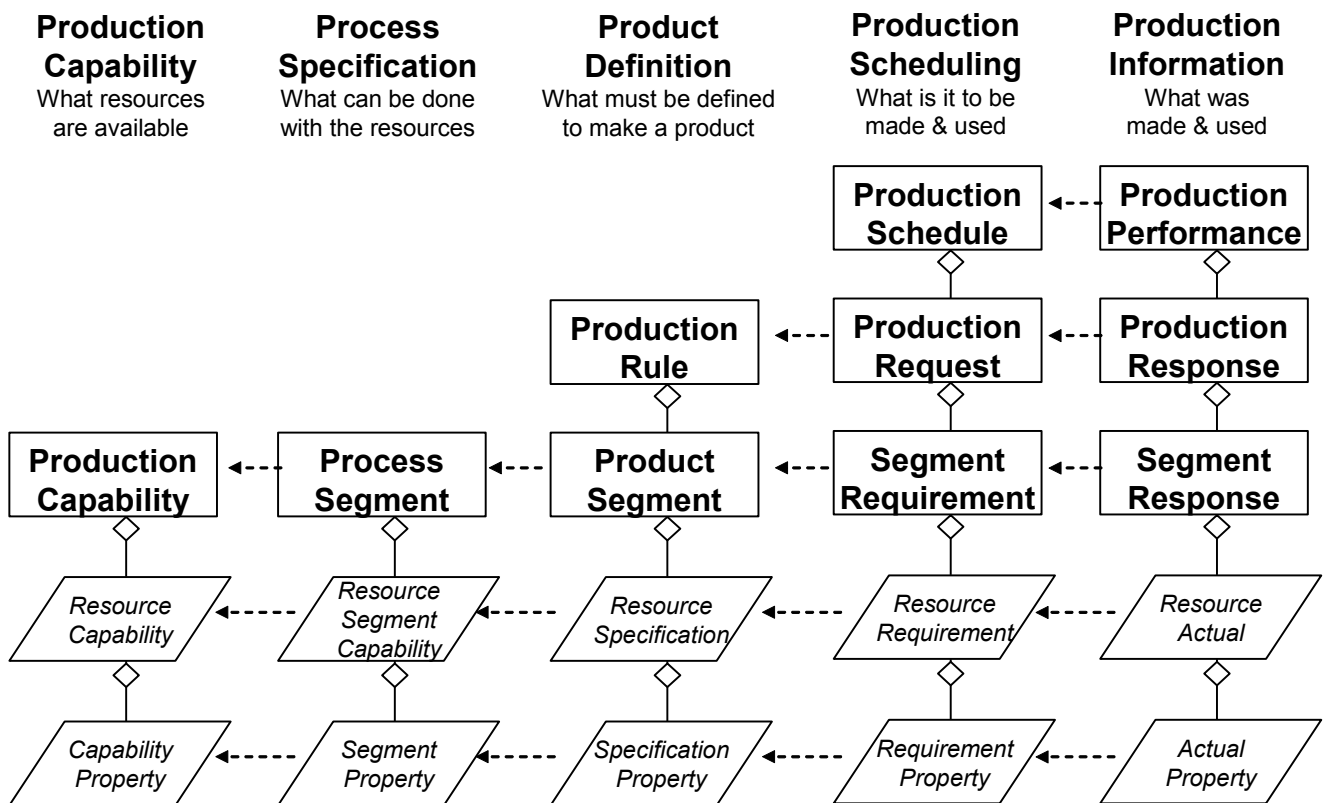 Production
Capability
What resources
are available
Process
Specification
What can be done
with the resources
Product
Definition
What must be defined
to make a product
Production
Scheduling
What is it to be
made & used
Production
Information
What was
made & used
Production
Schedule
Production
Performance
Production
Rule
Production
Request
Production
Response
Production
Capability
Process
Segment
Product
Segment
Segment
Requirement
Segment
Response
Resource
Capability
Resource
Segment
Capability
Resource
Specification
Resource
Requirement
Resource
Actual
Capability
Property
Segment
Property
Specification
Property
Requirement
Property
Actual
Property